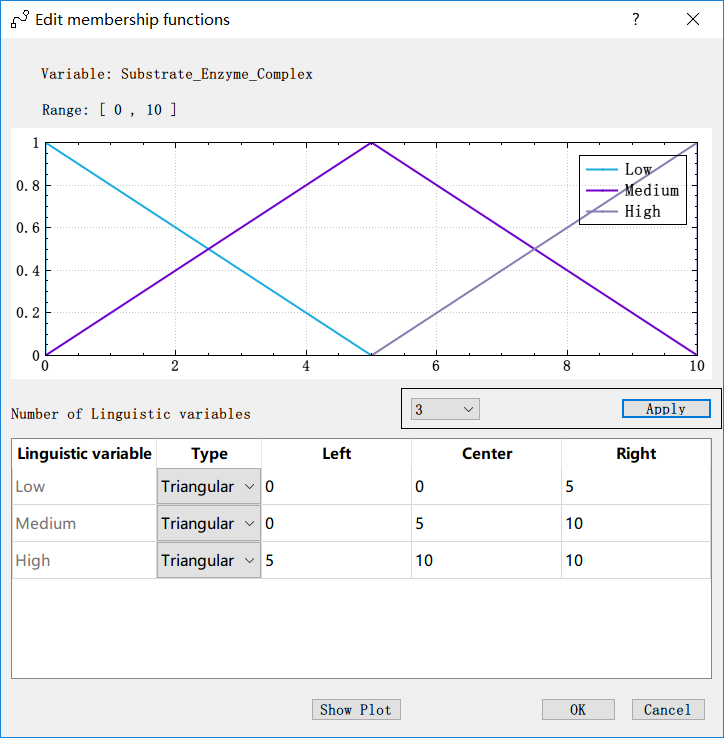 Edit membership functions ?
Variable: Substrate_Enzyme_Complex
Range: [ 0 , 10 ]
1
0.8
0.6
0.4
0.2
0
0 2 4 6 8 10
Low
Medium
High
Number of Linguistic variables 3 Apply
Linguistic variable Type Left Center Right
Low Triangular 0 0 5
Medium Triangular 0 5 10
High Triangular 5 10 10
Show Plot OK Cancel